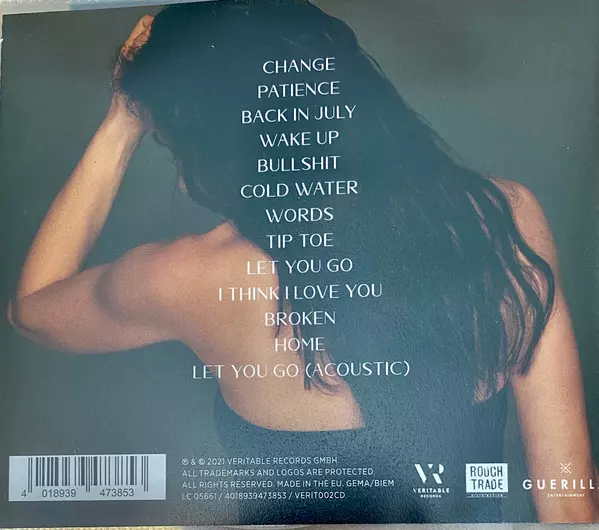 CHANGE
PATIENCE
BACK IN JULY
WAKE UP
BULLSHIT
COLD WATER
WORDS
TIP TOE
LET YOU GO
I THINK I LOVE YOU
BROKEN
HOME
LET YOU GO (ACOUSTIC)
℗ & © 2021 VERITABLE RECORDS GMBH.
ALL TRADEMARKS AND LOGOS ARE PROTECTED.
ALL RIGHTS RESERVED. MADE IN THE EU. GEMA/BIEM
LC 05661 / 4018939473853 / VERIT002CD
4 018939 473853
VR
VERITABLE
RECORDS
ROUGH
TRADE
DISTRIBUTION
GUERILL
ENTERTAINMENT